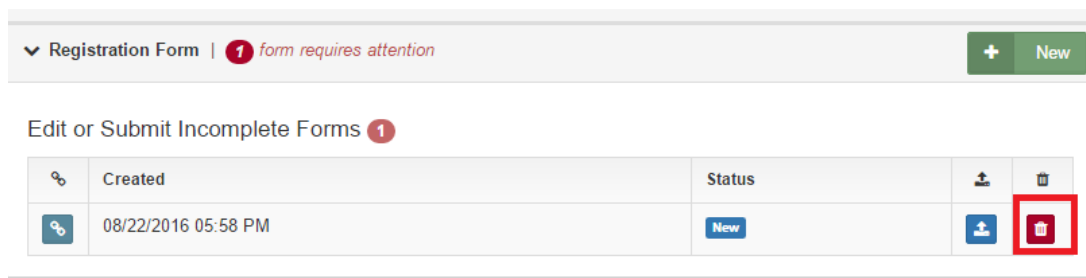 Registration Form | 1 form requires attention
+ New
Edit or Submit Incomplete Forms 1
Created Status
08/22/2016 05:58 PM New